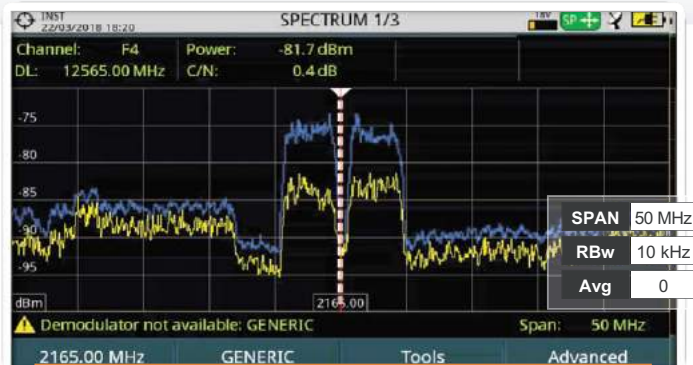 INST SPECTRUM 1/3 18V SP
22/03/2018 18:20
Channel: F4 Power: -81.7 dBm
DL: 12565.00 MHz C/N: 0.4 dB
-75
-80
-85
SPAN 50 MHz
-90
RBw 10 kHz
-95
Avg 0
dBm 2165.00
Demodulator not available: GENERIC Span: 50 MHz
2165.00 MHz GENERIC Tools Advanced